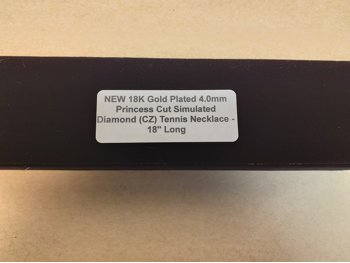 NEW 18K Gold Plated 4.0mm
Princess Cut Simulated
Diamond (CZ) Tennis Necklace -
18" Long